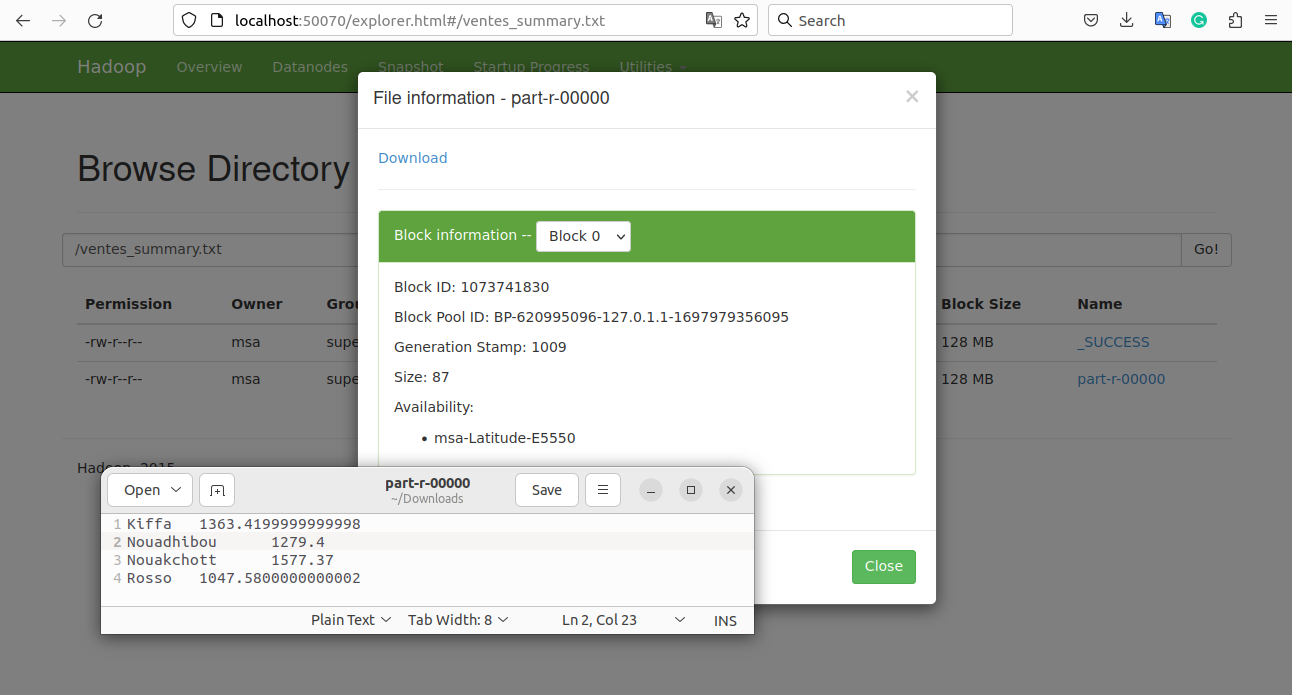 localhost:50070/explorer.html#/ventes_summary.txt
Search
Hadoop Overview Datanodes Snapshot Startup Progress Utilities
File information - part-r-00000
×
Download
Browse Directory
Block information -- Block 0
/ventes_summary.txt
Go!
Block ID: 1073741830
Block Pool ID: BP-620995096-127.0.1.1-1697979356095
Generation Stamp: 1009
Size: 87
Availability:
• msa-Latitude-E5550
Permission Owner Grou Block Size Name
-rw-r--r-- msa supe 128 MB _SUCCESS
-rw-r--r-- msa supe 128 MB part-r-00000
Hadoop, 2015.
Open
part-r-00000
~/Downloads
Save
1 Kiffa 1363.4199999999998
2 Nouadhibou 1279.4
3 Nouakchott 1577.37
4 Rosso 1047.5800000000002
Plain Text Tab Width: 8 Ln 2, Col 23 INS
Close